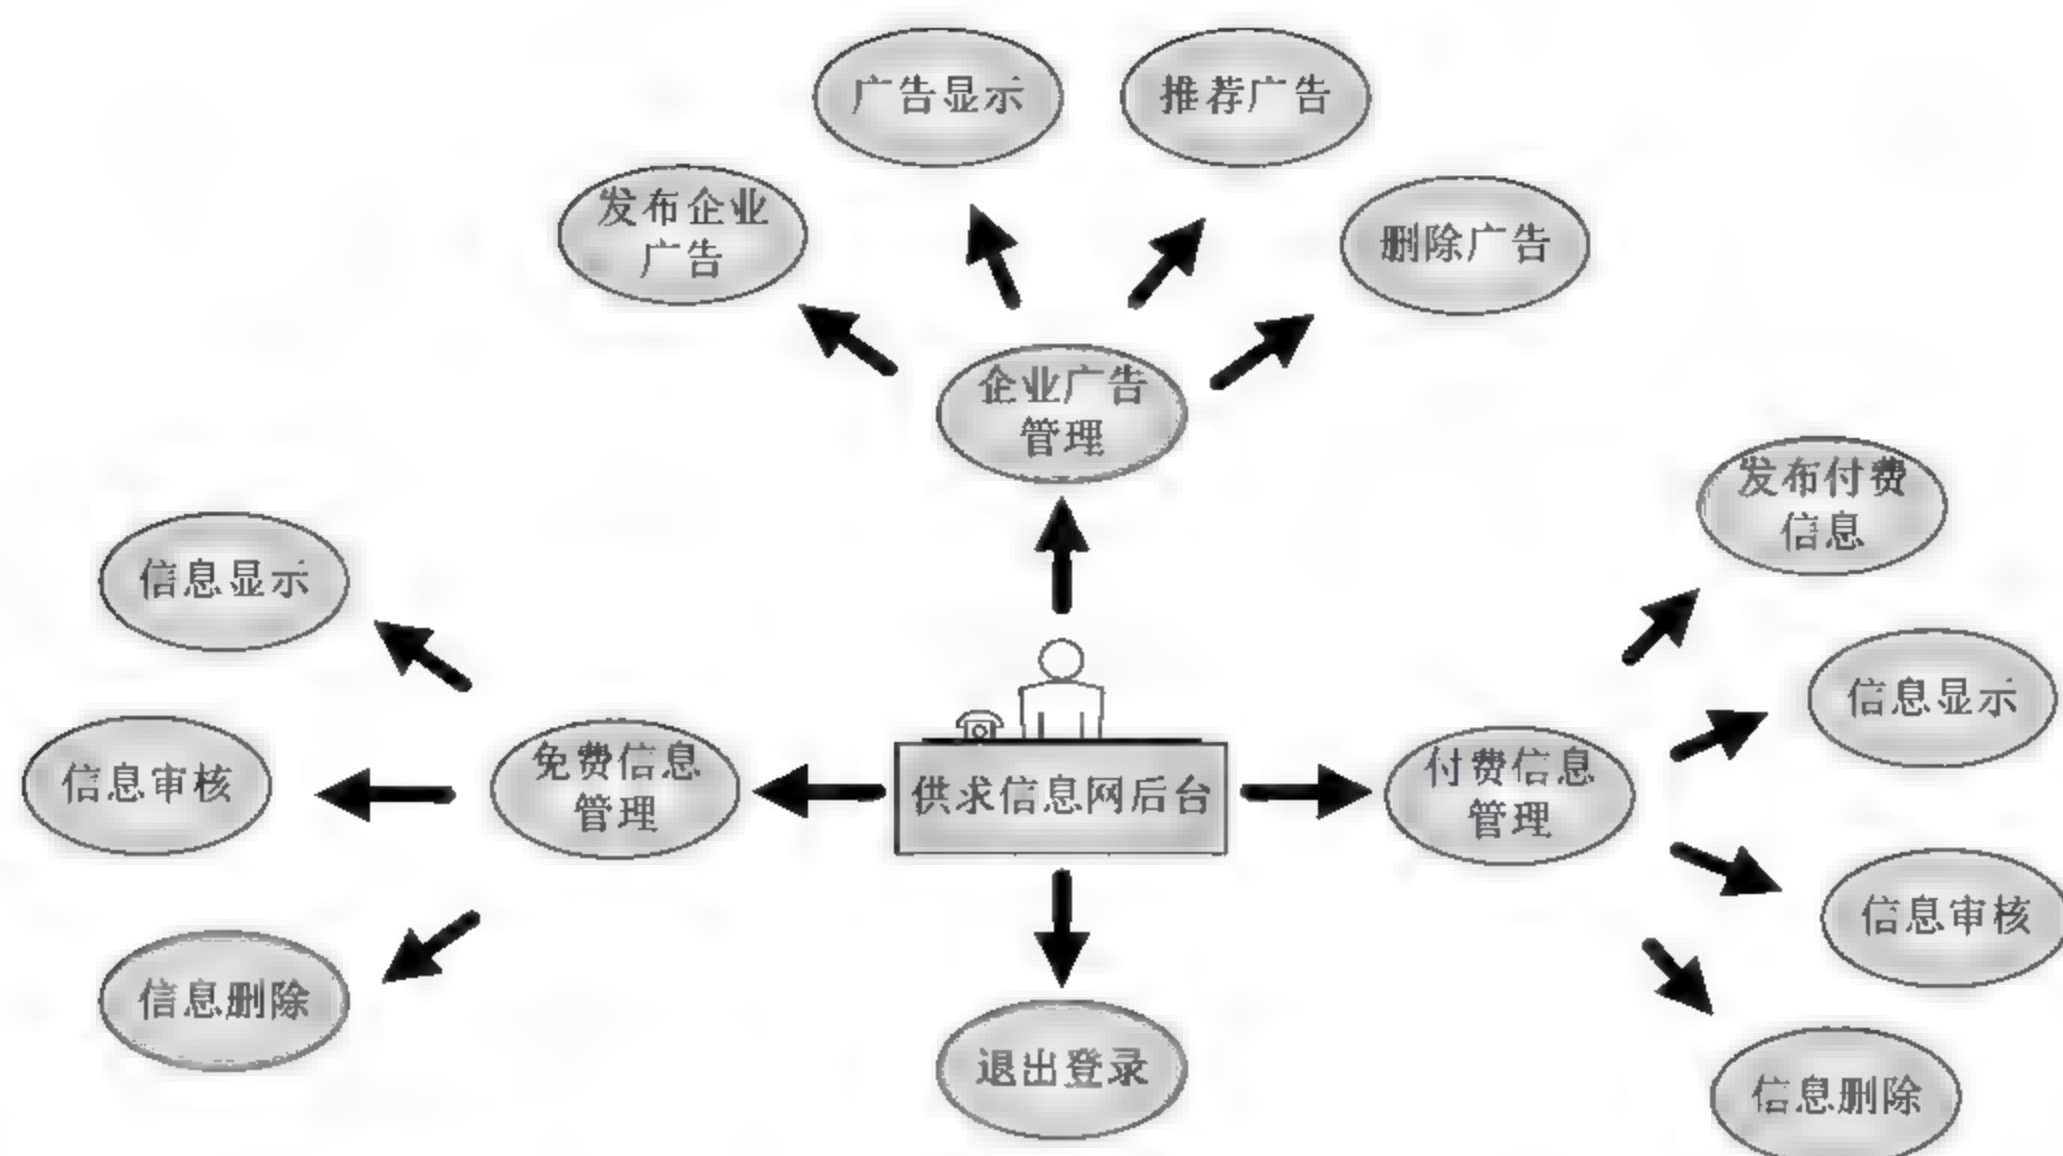 广告显示
推荐广告
发布企业
广告
删除广告
企业广告
管理
发布付费
信息
信息显示
信息显示
信息审核
免费信息
管理
供求信息网后台
付费信息
管理
信息审核
信息删除
退出登录
信息删除